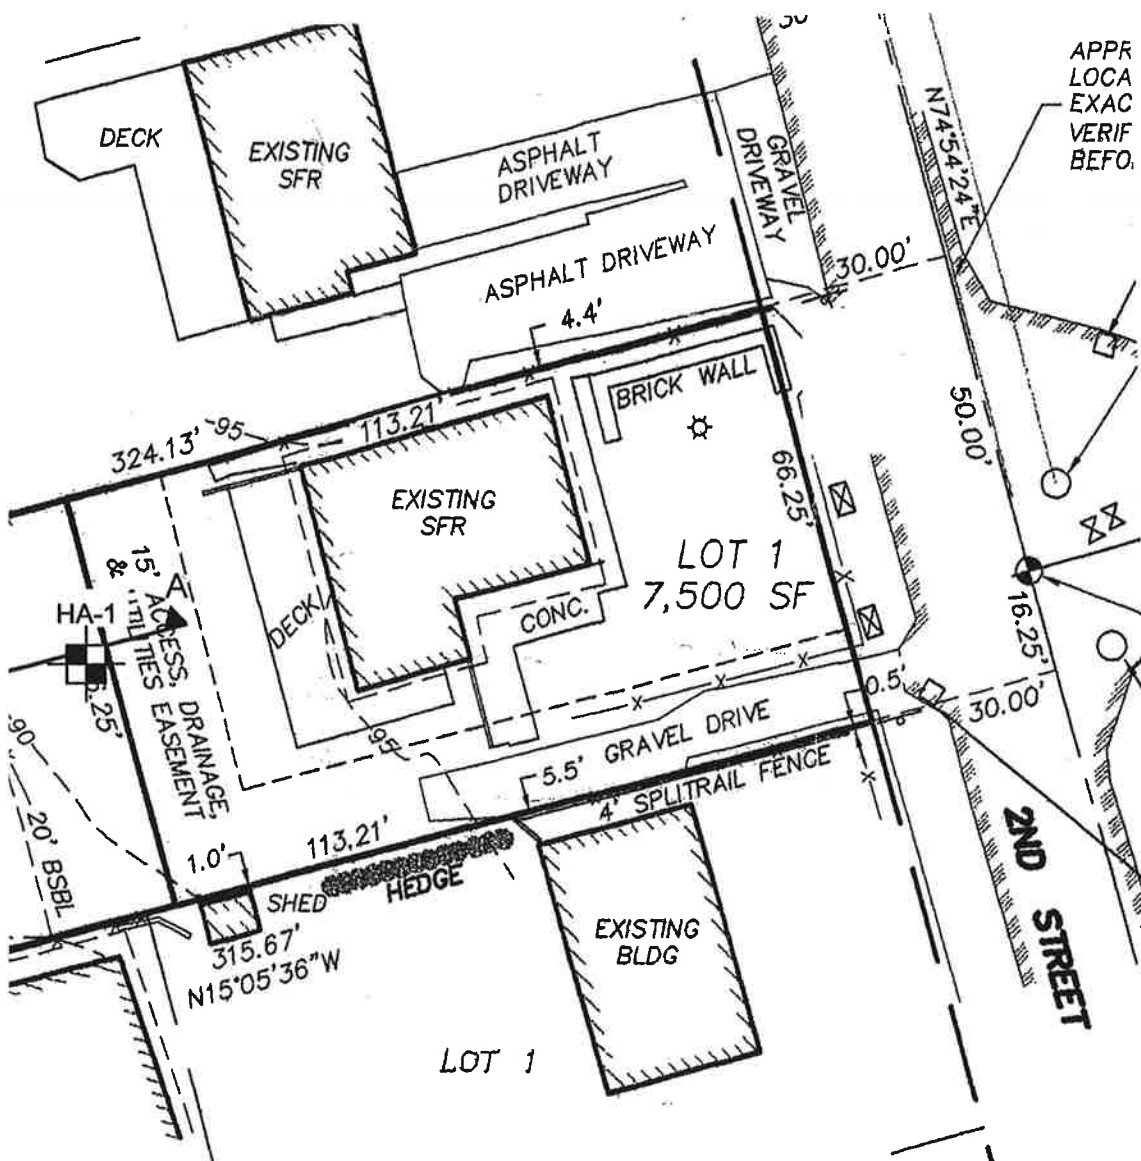 30'
APPR
LOCA
EXAC
VERIF
BEFO
N74°54'24"E
DECK
EXISTING
SFR
ASPHALT
DRIVEWAY
GRAVEL
DRIVEWAY
ASPHALT DRIVEWAY
30.00'
4.4'
BRICK WALL
113.21'
95
324.13'
50.00'
66.25'
EXISTING
SFR
LOT 1
7,500 SF
15' ACCESS, DRAINAGE,
& UTILITIES EASEMENT
A
HA-1
DECK
CONC.
16.25'
0.5'
30.00'
90
95
GRAVEL DRIVE
5.5'
4' SPLITRAIL FENCE
20' BSBL
113.21'
1.0'
SHED
HEDGE
2ND STREET
315.67'
N15°05'36"W
EXISTING
BLDG
LOT 1